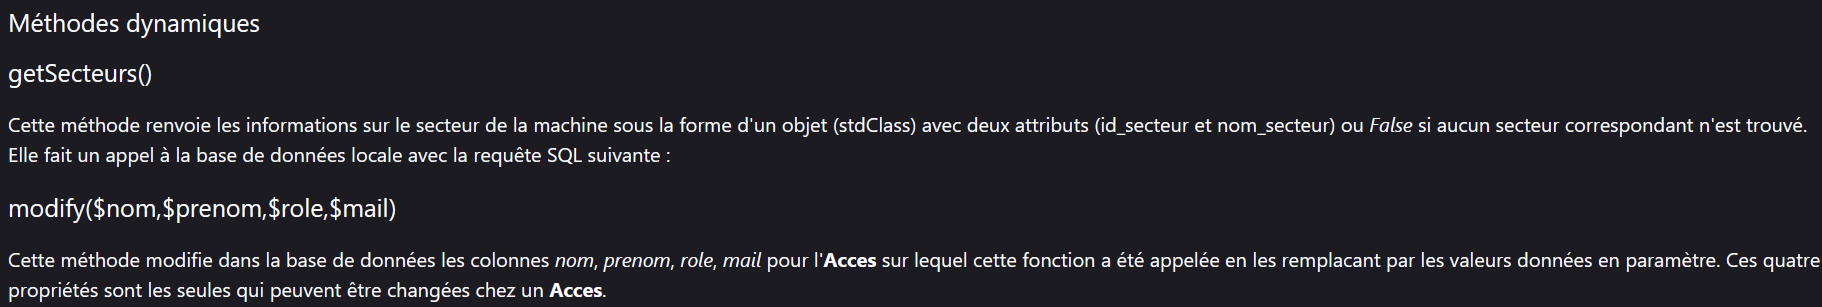 Méthodes dynamiques
getSecteurs()
Cette méthode renvoie les informations sur le secteur de la machine sous la forme d'un objet (stdClass) avec deux attributs (id_secteur et nom_secteur) ou False si aucun secteur correspondant n'est trouvé.
Elle fait un appel à la base de données locale avec la requête SQL suivante :
modify($nom,$prenom,$role,$mail)
Cette méthode modifie dans la base de données les colonnes nom, prenom, role, mail pour l'Acces sur lequel cette fonction a été appelée en les remplacant par les valeurs données en paramètre. Ces quatre
propriétés sont les seules qui peuvent être changées chez un Acces.